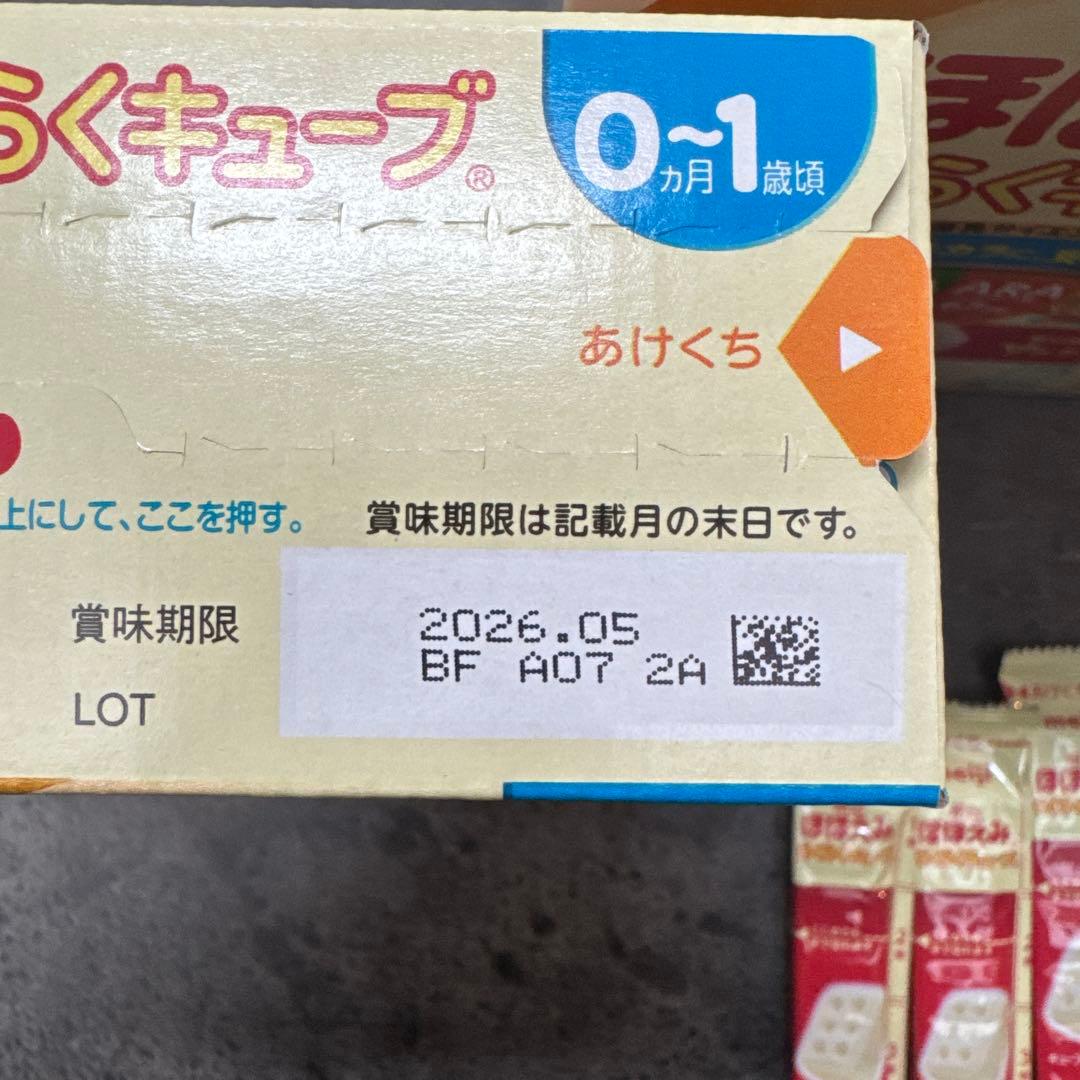 らくキューブ®
0ヵ月~1歳頃
あけくち
上にして、ここを押す。
賞味期限は記載月の末日です。
賞味期限
2026.05
BF A07 2A
LOT
ほほえみ
ほほえみ